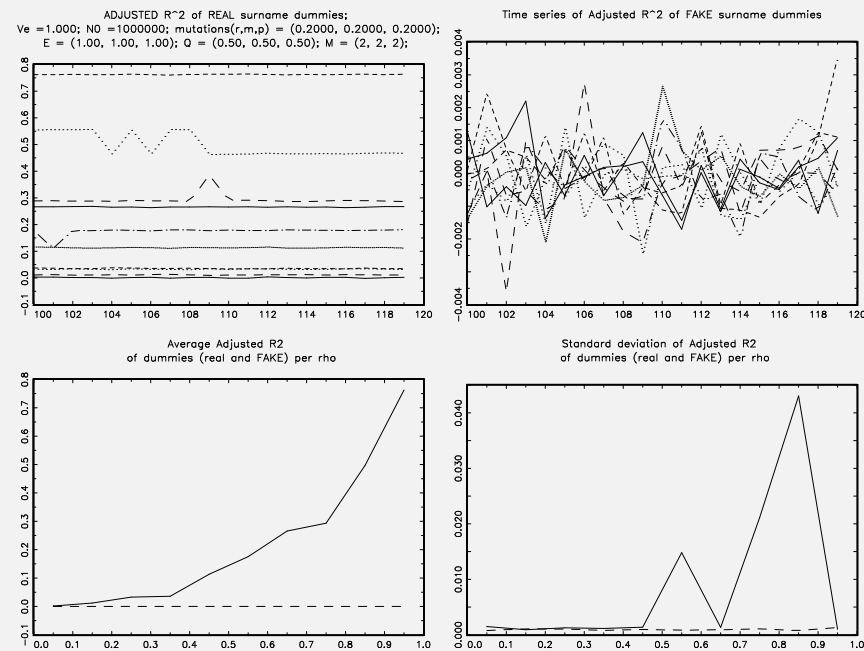 ADJUSTED R^2 of REAL surname dummies;
Ve =1.000; N0 =1000000; mutations(r,m,p) = (0.2000, 0.2000, 0.2000);
E = (1.00, 1.00, 1.00); Q = (0.50, 0.50, 0.50); M = (2, 2, 2);
0.8
0.7
0.6
0.5
0.4
0.3
0.2
0.1
0.0
-0.1
100 102 104 106 108 110 112 114 116 118 120
Time series of Adjusted R^2 of FAKE surname dummies
0.004
0.003
0.002
0.001
0.000
-0.002
-0.004
100 102 104 106 108 110 112 114 116 118 120
Average Adjusted R2
of dummies (real and FAKE) per rho
0.8
0.7
0.6
0.5
0.4
0.3
0.2
0.1
0.0
-0.1
0.0 0.1 0.2 0.3 0.4 0.5 0.6 0.7 0.8 0.9 1.0
Standard deviation of Adjusted R2
of dummies (real and FAKE) per rho
0.040
0.030
0.020
0.010
0.000
0.0 0.1 0.2 0.3 0.4 0.5 0.6 0.7 0.8 0.9 1.0